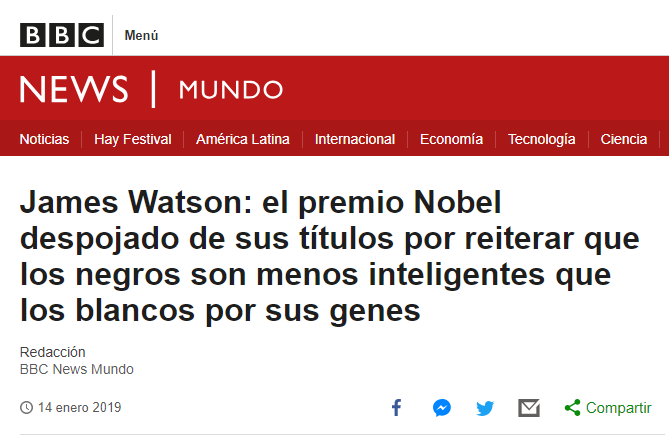 BBC Menú
NEWS | MUNDO
Noticias Hay Festival América Latina Internacional Economía Tecnología Ciencia
James Watson: el premio Nobel
despojado de sus títulos por reiterar que
los negros son menos inteligentes que
los blancos por sus genes
Redacción
BBC News Mundo
14 enero 2019 Compartir